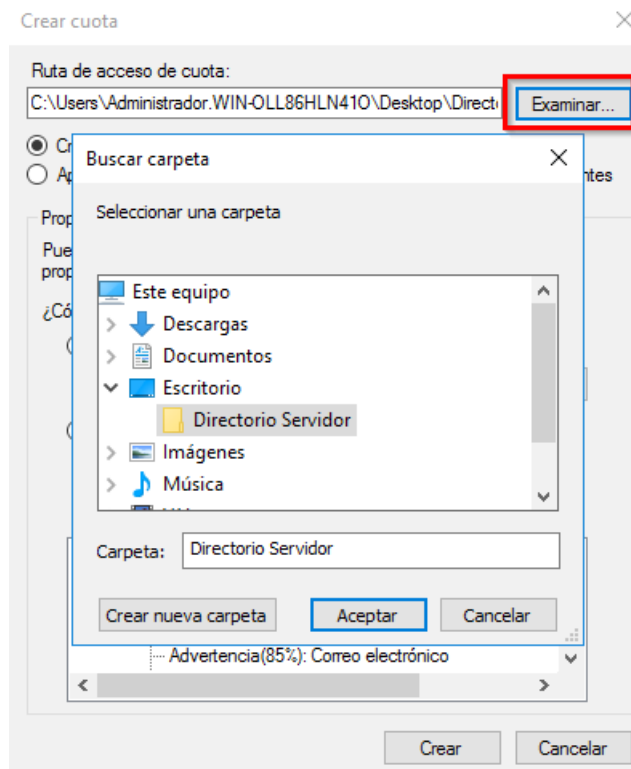 Crear cuota
Ruta de acceso de cuota:
C:\Users\Administrador.WIN-OLL86HLN41O\Desktop\Direct
Examinar...
Buscar carpeta
Seleccionar una carpeta
Este equipo
Descargas
Documentos
Escritorio
Directorio Servidor
Imágenes
Música
Carpeta: Directorio Servidor
Crear nueva carpeta Aceptar Cancelar
Advertencia(85%): Correo electrónico
Crear Cancelar